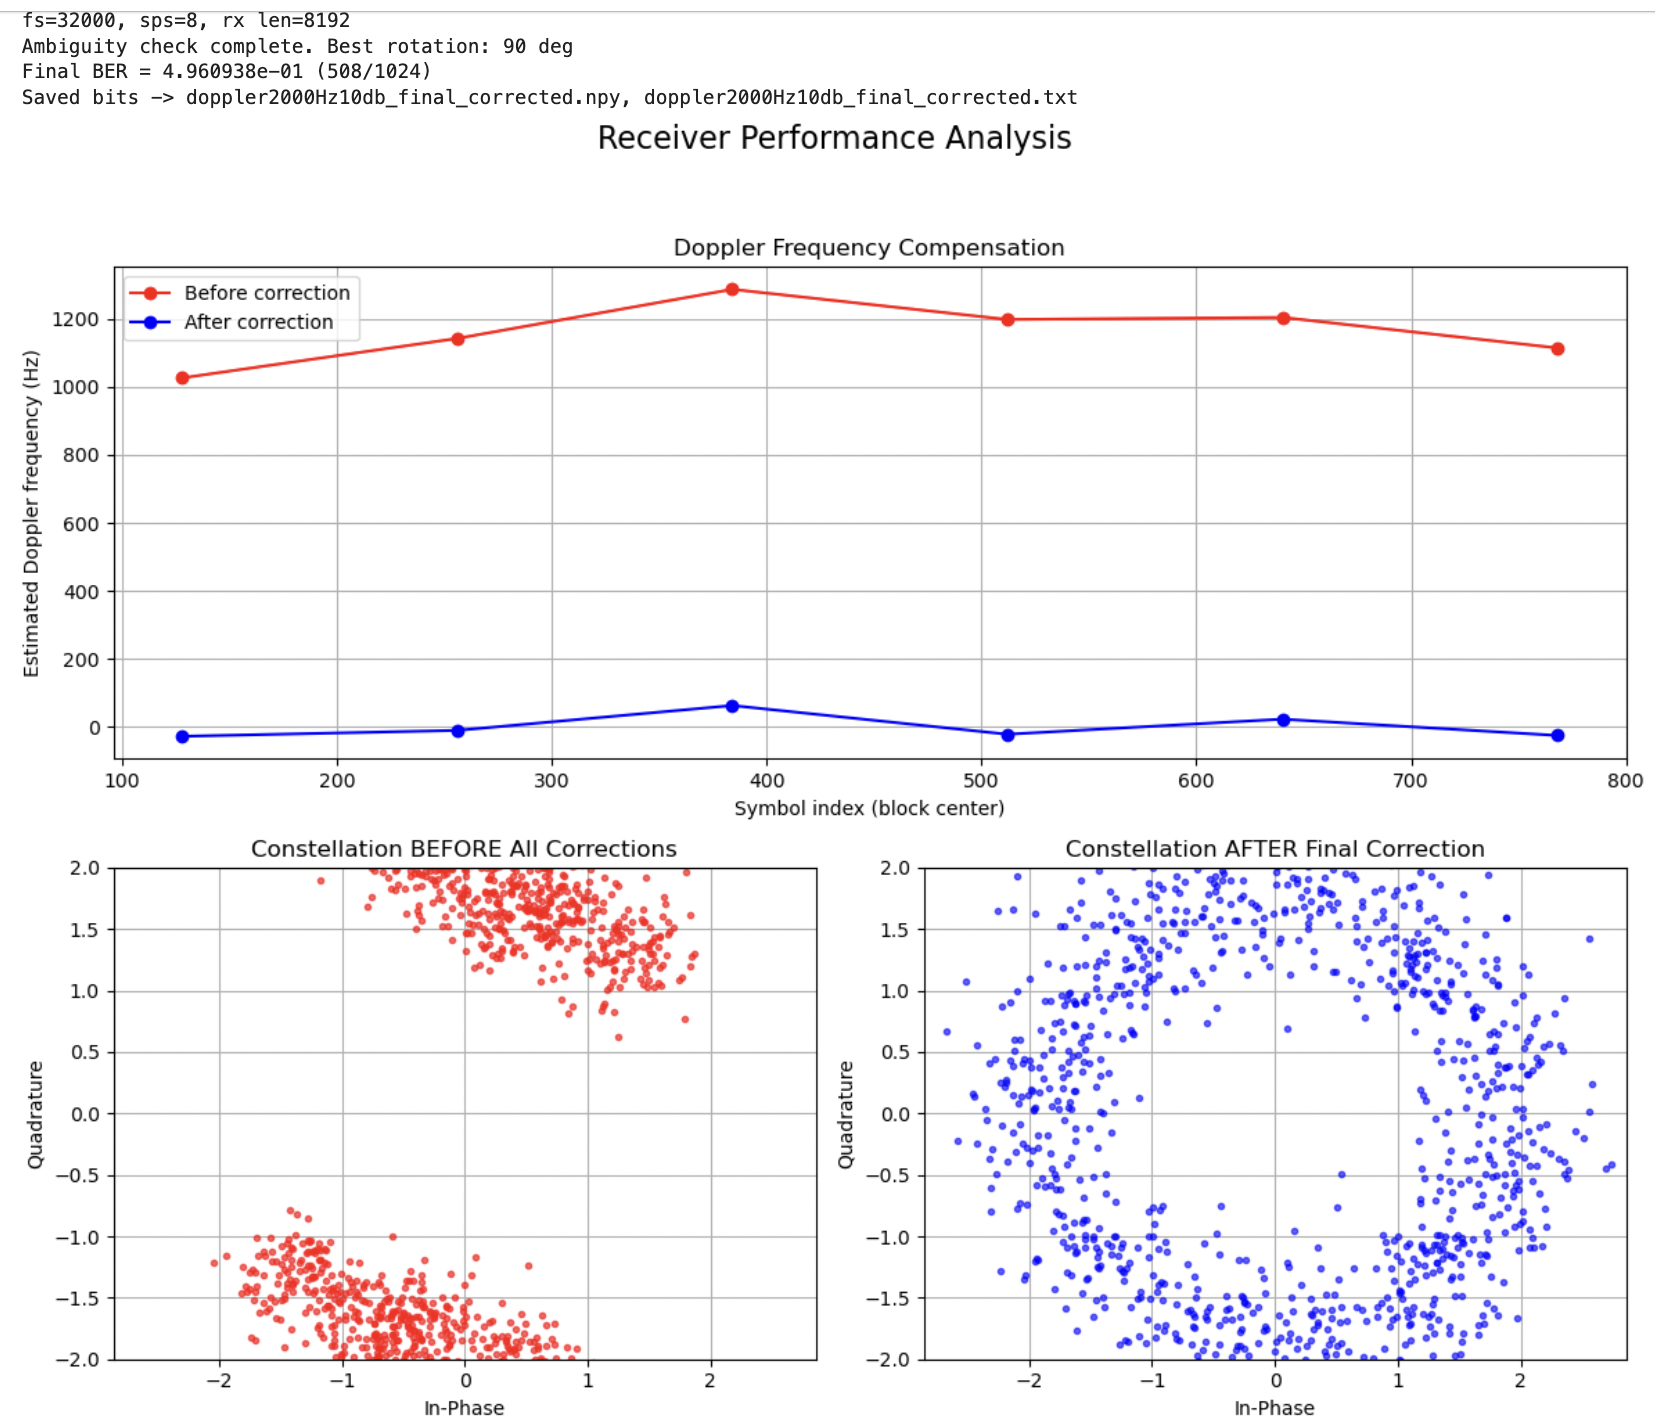 fs=32000, sps=8, rx len=8192
Ambiguity check complete. Best rotation: 90 deg
Final BER = 4.960938e-01 (508/1024)
Saved bits -> doppler2000Hz10db_final_corrected.npy, doppler2000Hz10db_final_corrected.txt
Receiver Performance Analysis
Doppler Frequency Compensation
Before correction
After correction
Estimated Doppler frequency (Hz)
1200
1000
800
600
400
200
0
100 200 300 400 500 600 700 800
Symbol index (block center)
Constellation BEFORE All Corrections
Quadrature
2.0
1.5
1.0
0.5
0.0
−0.5
−1.0
−1.5
−2.0
−2 −1 0 1 2
In-Phase
Constellation AFTER Final Correction
Quadrature
2.0
1.5
1.0
0.5
0.0
−0.5
−1.0
−1.5
−2.0
−2 −1 0 1 2
In-Phase